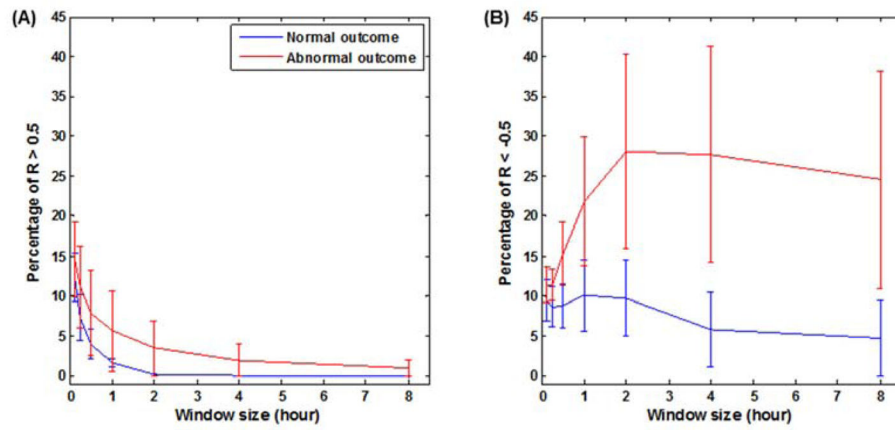 (A)
45
40
35
30
25
20
15
10
5
0
Percentage of R > 0.5
Normal outcome
Abnormal outcome
0 1 2 3 4 5 6 7 8
Window size (hour)
(B)
45
40
35
30
25
20
15
10
5
0
Percentage of R < -0.5
0 1 2 3 4 5 6 7 8
Window size (hour)